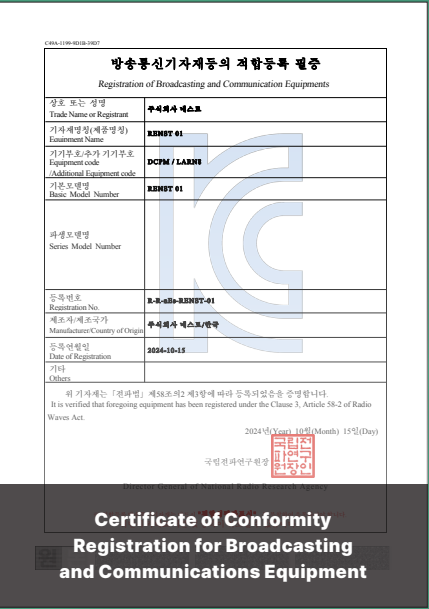 C49A-1199-9D1B-39D7
방송통신기자재등의 적합등록 필증
Registration of Broadcasting and Communication Equipments
상호 또는 성명
Trade Name or Registrant
주식회사 네스트
기자재명칭(제품명칭)
Equipment Name
RENST 01
기기부호/추가 기기부호
Equipment code
/Additional Equipment code
DCPM / LARN8
기본모델명
Basic Model Number
RENST 01
파생모델명
Series Model Number
등록번호
Registration No.
R-R-nEs-RENST-01
제조자/제조국가
Manufacturer/Country of Origin
주식회사 네스트/한국
등록연월일
Date of Registration
2024-10-15
기타
Others
위 기자재는 「전파법」 제58조의2 제3항에 따라 등록되었음을 증명합니다.
It is verified that foregoing equipment has been registered under the Clause 3, Article 58-2 of Radio
Waves Act.
2024년(Year) 10월(Month) 15일(Day)
국립전파연구원장
국립전
파연구
원장인
Director General of National Radio Research Agency
Certificate of Conformity
Registration for Broadcasting
and Communications Equipment